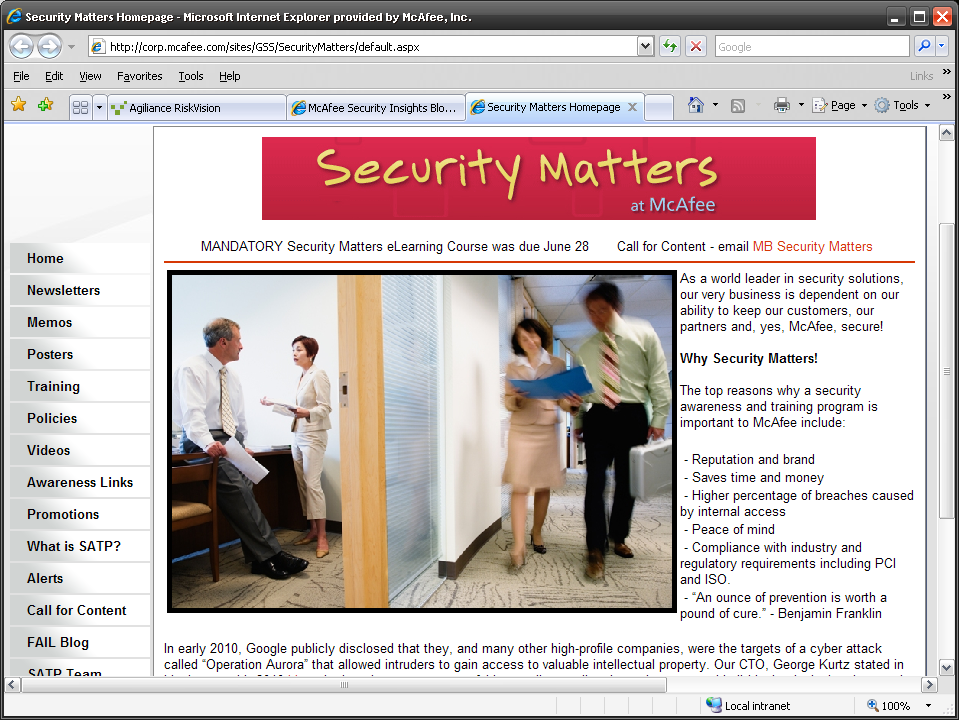 Security Matters Homepage - Microsoft Internet Explorer provided by McAfee, Inc.
http://corp.mcafee.com/sites/GSS/SecurityMatters/default.aspx
Google
File Edit View Favorites Tools Help
Links »
Agiliance RiskVision
McAfee Security Insights Blo...
Security Matters Homepage
Page
Tools
»
Security Matters
at McAfee
MANDATORY Security Matters eLearning Course was due June 28 Call for Content - email MB Security Matters
Home
Newsletters
Memos
Posters
Training
Policies
Videos
Awareness Links
Promotions
What is SATP?
Alerts
Call for Content
FAIL Blog
SATP Team
As a world leader in security solutions,
our very business is dependent on our
ability to keep our customers, our
partners and, yes, McAfee, secure!
Why Security Matters!
The top reasons why a security
awareness and training program is
important to McAfee include:
- Reputation and brand
- Saves time and money
- Higher percentage of breaches caused
by internal access
- Peace of mind
- Compliance with industry and
regulatory requirements including PCI
and ISO.
- “An ounce of prevention is worth a
pound of cure.” - Benjamin Franklin
In early 2010, Google publicly disclosed that they, and many other high-profile companies, were the targets of a cyber attack
called “Operation Aurora” that allowed intruders to gain access to valuable intellectual property. Our CTO, George Kurtz stated in
Local intranet
100%